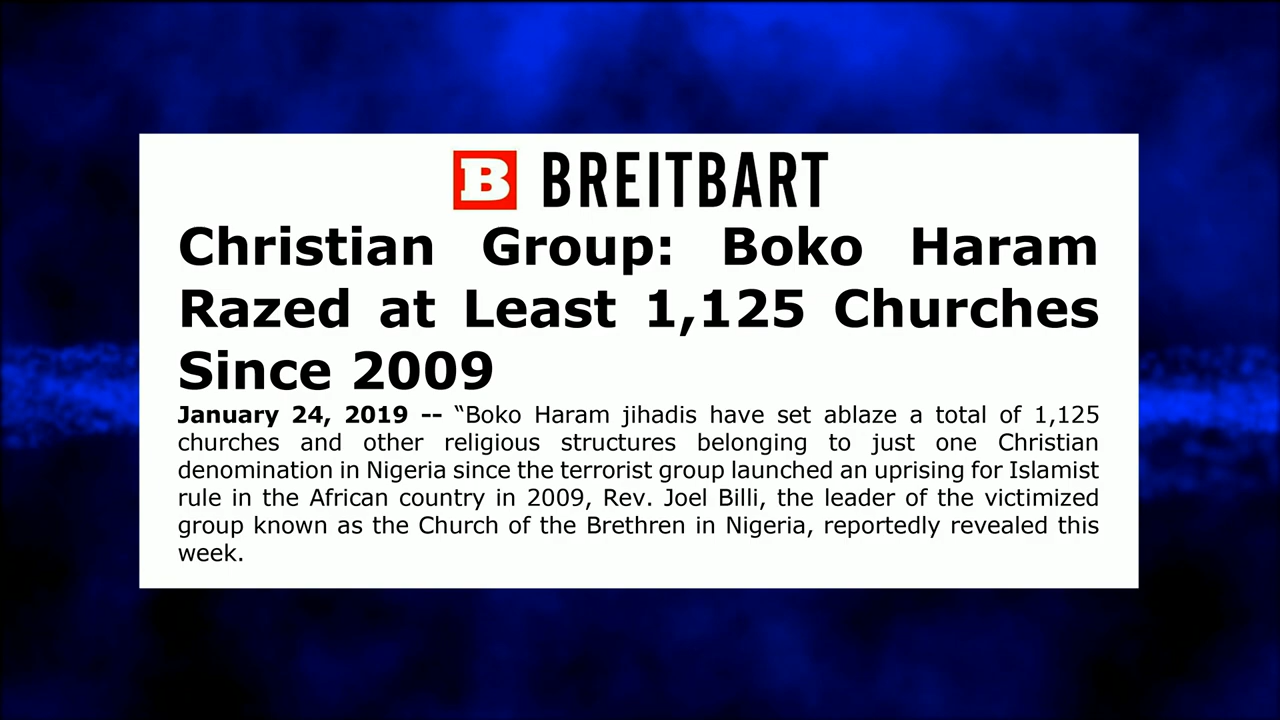 B BREITBART
Christian Group: Boko Haram
Razed at Least 1,125 Churches
Since 2009
January 24, 2019 -- “Boko Haram jihadis have set ablaze a total of 1,125
churches and other religious structures belonging to just one Christian
denomination in Nigeria since the terrorist group launched an uprising for Islamist
rule in the African country in 2009, Rev. Joel Billi, the leader of the victimized
group known as the Church of the Brethren in Nigeria, reportedly revealed this
week.